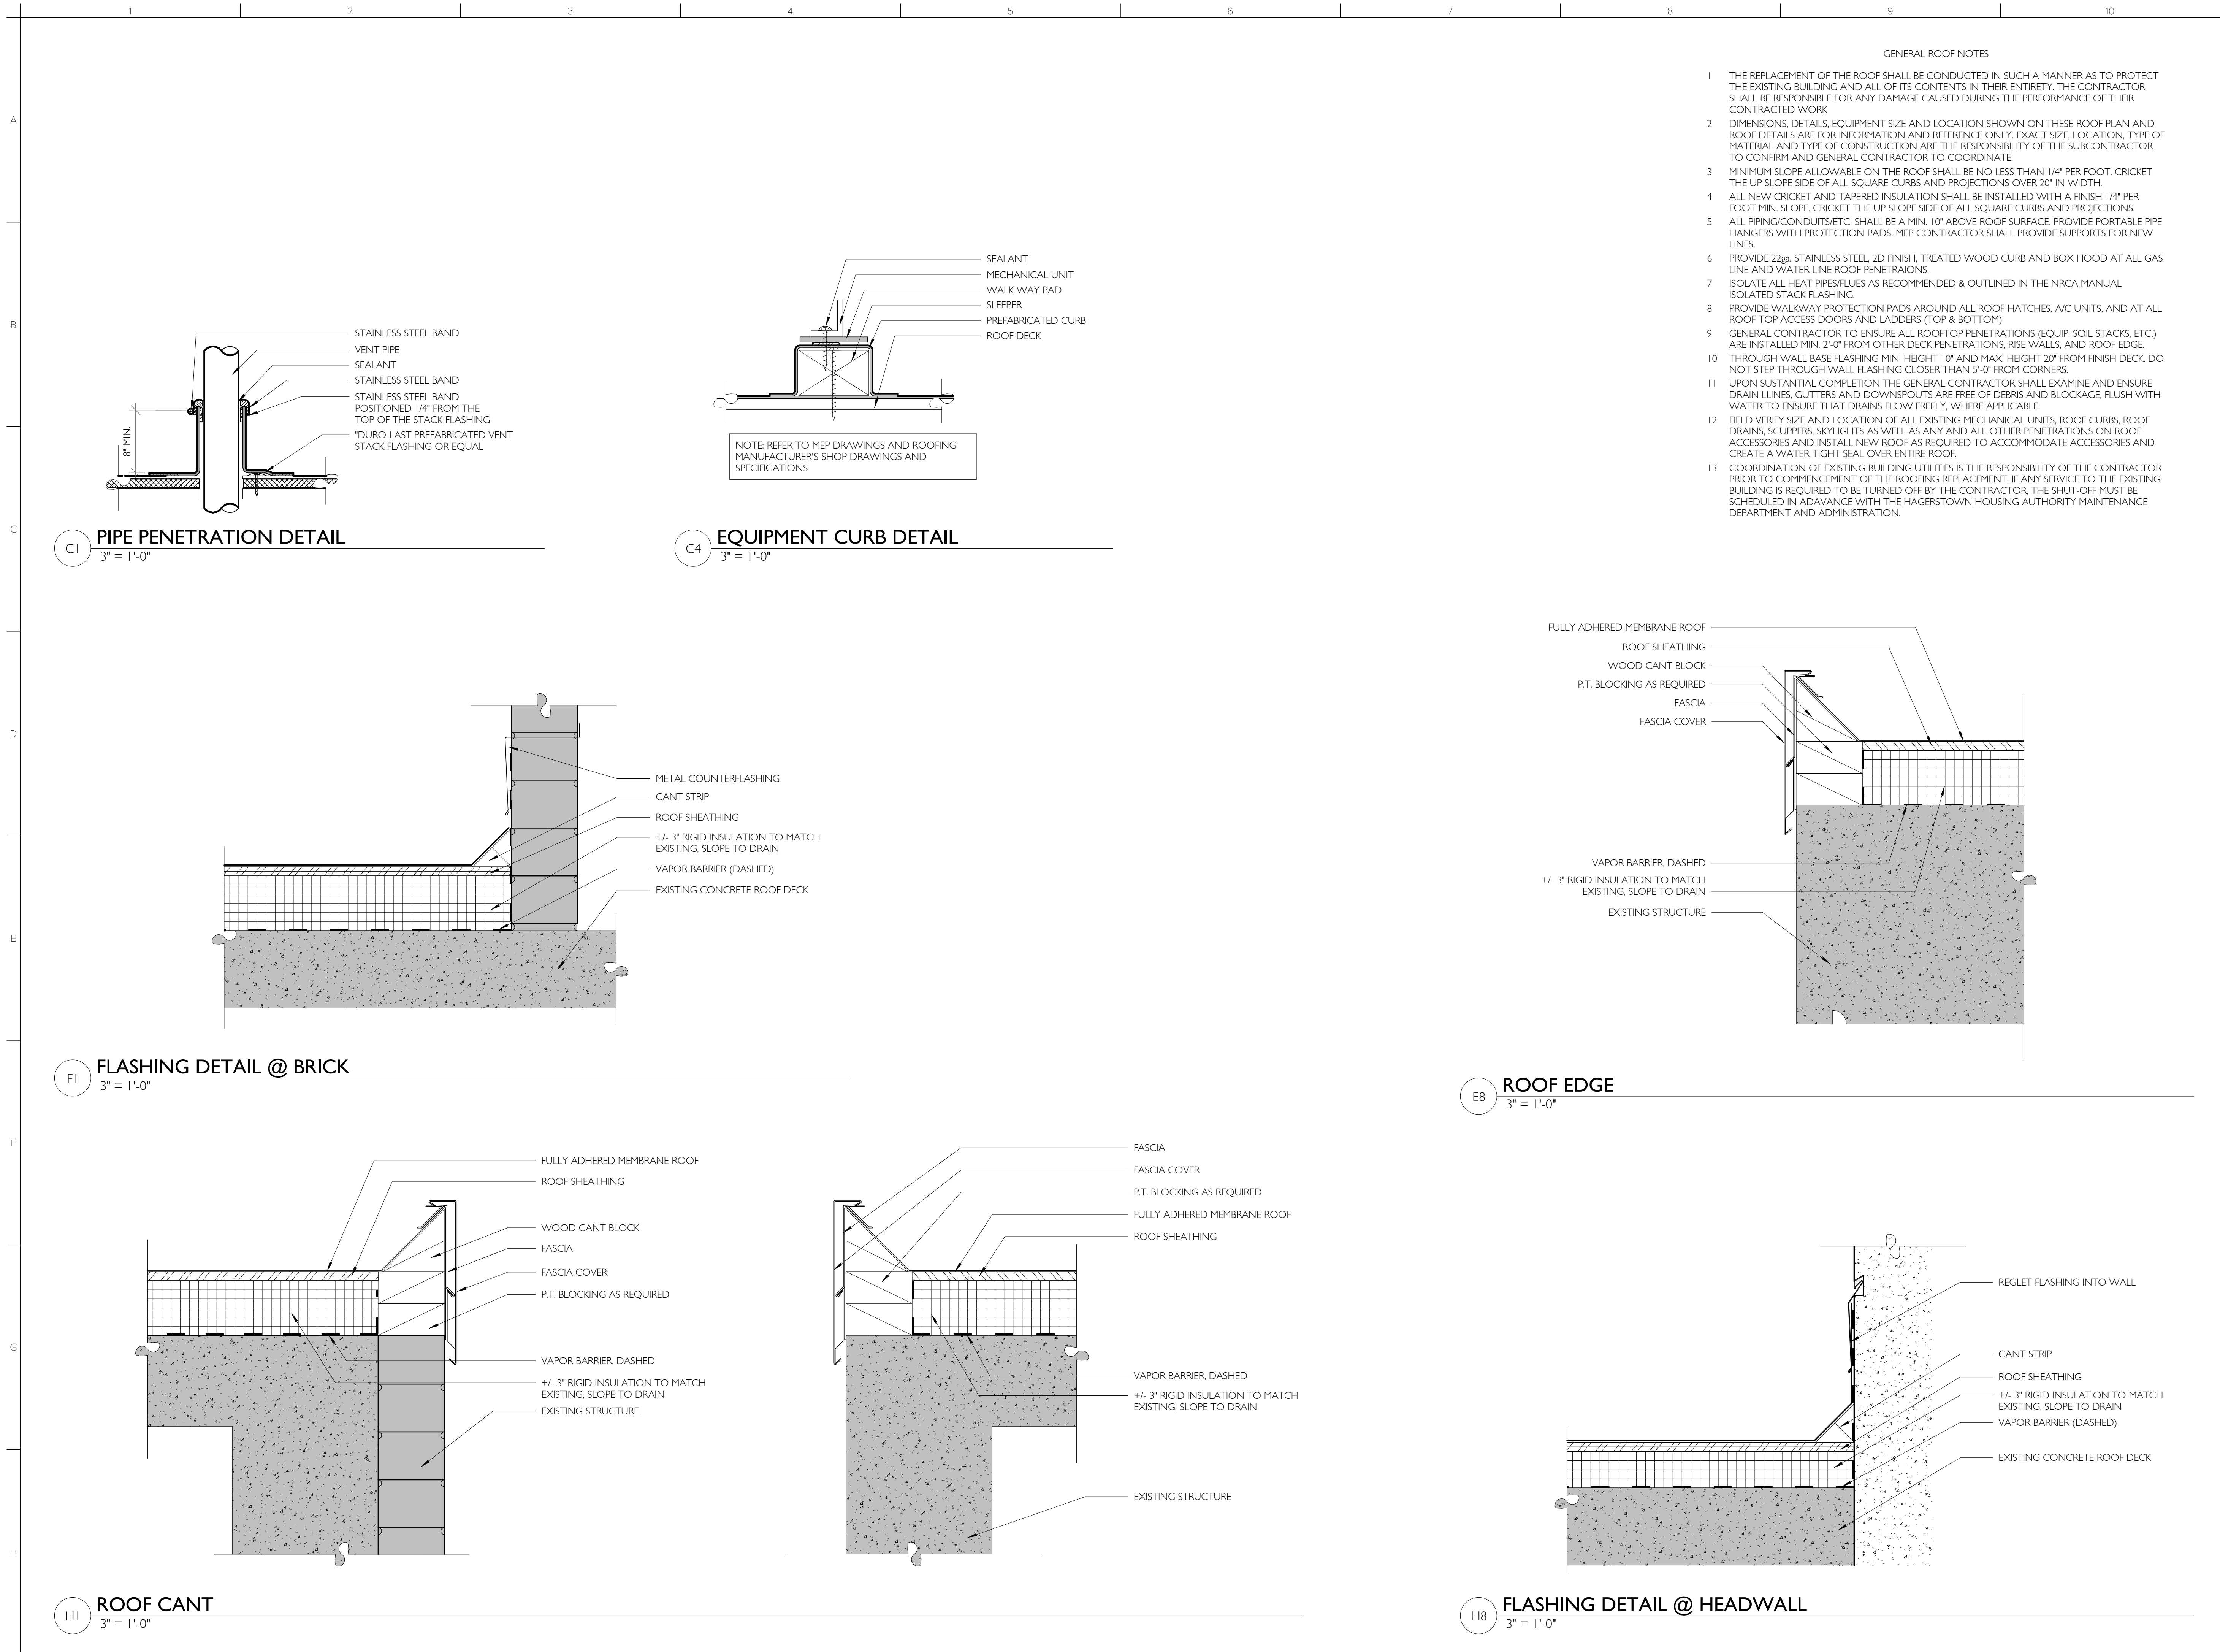 1 2 3 4 5 6 7 8 9 10
A
B
C
D
E
F
G
H
GENERAL ROOF NOTES
1 THE REPLACEMENT OF THE ROOF SHALL BE CONDUCTED IN SUCH A MANNER AS TO PROTECT
THE EXISTING BUILDING AND ALL OF ITS CONTENTS IN THEIR ENTIRETY. THE CONTRACTOR
SHALL BE RESPONSIBLE FOR ANY DAMAGE CAUSED DURING THE PERFORMANCE OF THEIR
CONTRACTED WORK
2 DIMENSIONS, DETAILS, EQUIPMENT SIZE AND LOCATION SHOWN ON THESE ROOF PLAN AND
ROOF DETAILS ARE FOR INFORMATION AND REFERENCE ONLY. EXACT SIZE, LOCATION, TYPE OF
MATERIAL AND TYPE OF CONSTRUCTION ARE THE RESPONSIBILITY OF THE SUBCONTRACTOR
TO CONFIRM AND GENERAL CONTRACTOR TO COORDINATE.
3 MINIMUM SLOPE ALLOWABLE ON THE ROOF SHALL BE NO LESS THAN 1/4" PER FOOT. CRICKET
THE UP SLOPE SIDE OF ALL SQUARE CURBS AND PROJECTIONS OVER 20" IN WIDTH.
4 ALL NEW CRICKET AND TAPERED INSULATION SHALL BE INSTALLED WITH A FINISH 1/4" PER
FOOT MIN. SLOPE. CRICKET THE UP SLOPE SIDE OF ALL SQUARE CURBS AND PROJECTIONS.
5 ALL PIPING/CONDUITS/ETC. SHALL BE A MIN. 10" ABOVE ROOF SURFACE. PROVIDE PORTABLE PIPE
HANGERS WITH PROTECTION PADS. MEP CONTRACTOR SHALL PROVIDE SUPPORTS FOR NEW
LINES.
6 PROVIDE 22ga. STAINLESS STEEL, 2D FINISH, TREATED WOOD CURB AND BOX HOOD AT ALL GAS
LINE AND WATER LINE ROOF PENETRAIONS.
7 ISOLATE ALL HEAT PIPES/FLUES AS RECOMMENDED & OUTLINED IN THE NRCA MANUAL
ISOLATED STACK FLASHING.
8 PROVIDE WALKWAY PROTECTION PADS AROUND ALL ROOF HATCHES, A/C UNITS, AND AT ALL
ROOF TOP ACCESS DOORS AND LADDERS (TOP & BOTTOM)
9 GENERAL CONTRACTOR TO ENSURE ALL ROOFTOP PENETRATIONS (EQUIP, SOIL STACKS, ETC.)
ARE INSTALLED MIN. 2'-0" FROM OTHER DECK PENETRATIONS, RISE WALLS, AND ROOF EDGE.
10 THROUGH WALL BASE FLASHING MIN. HEIGHT 10" AND MAX. HEIGHT 20" FROM FINISH DECK. DO
NOT STEP THROUGH WALL FLASHING CLOSER THAN 5'-0" FROM CORNERS.
11 UPON SUSTANTIAL COMPLETION THE GENERAL CONTRACTOR SHALL EXAMINE AND ENSURE
DRAIN LLINES, GUTTERS AND DOWNSPOUTS ARE FREE OF DEBRIS AND BLOCKAGE, FLUSH WITH
WATER TO ENSURE THAT DRAINS FLOW FREELY, WHERE APPLICABLE.
12 FIELD VERIFY SIZE AND LOCATION OF ALL EXISTING MECHANICAL UNITS, ROOF CURBS, ROOF
DRAINS, SCUPPERS, SKYLIGHTS AS WELL AS ANY AND ALL OTHER PENETRATIONS ON ROOF
ACCESSORIES AND INSTALL NEW ROOF AS REQUIRED TO ACCOMMODATE ACCESSORIES AND
CREATE A WATER TIGHT SEAL OVER ENTIRE ROOF.
13 COORDINATION OF EXISTING BUILDING UTILITIES IS THE RESPONSIBILITY OF THE CONTRACTOR
PRIOR TO COMMENCEMENT OF THE ROOFING REPLACEMENT. IF ANY SERVICE TO THE EXISTING
BUILDING IS REQUIRED TO BE TURNED OFF BY THE CONTRACTOR, THE SHUT-OFF MUST BE
SCHEDULED IN ADAVANCE WITH THE HAGERSTOWN HOUSING AUTHORITY MAINTENANCE
DEPARTMENT AND ADMINISTRATION.
STAINLESS STEEL BAND
VENT PIPE
SEALANT
STAINLESS STEEL BAND
STAINLESS STEEL BAND
POSITIONED 1/4" FROM THE
TOP OF THE STACK FLASHING
"DURO-LAST PREFABRICATED VENT
STACK FLASHING OR EQUAL
8" MIN.
C1 PIPE PENETRATION DETAIL
3" = 1'-0"
SEALANT
MECHANICAL UNIT
WALK WAY PAD
SLEEPER
PREFABRICATED CURB
ROOF DECK
NOTE: REFER TO MEP DRAWINGS AND ROOFING
MANUFACTURER'S SHOP DRAWINGS AND
SPECIFICATIONS
C4 EQUIPMENT CURB DETAIL
3" = 1'-0"
METAL COUNTERFLASHING
CANT STRIP
ROOF SHEATHING
+/- 3" RIGID INSULATION TO MATCH
EXISTING, SLOPE TO DRAIN
VAPOR BARRIER (DASHED)
EXISTING CONCRETE ROOF DECK
F1 FLASHING DETAIL @ BRICK
3" = 1'-0"
FULLY ADHERED MEMBRANE ROOF
ROOF SHEATHING
WOOD CANT BLOCK
P.T. BLOCKING AS REQUIRED
FASCIA
FASCIA COVER
VAPOR BARRIER, DASHED
+/- 3" RIGID INSULATION TO MATCH
EXISTING, SLOPE TO DRAIN
EXISTING STRUCTURE
E8 ROOF EDGE
3" = 1'-0"
FULLY ADHERED MEMBRANE ROOF
ROOF SHEATHING
WOOD CANT BLOCK
FASCIA
FASCIA COVER
P.T. BLOCKING AS REQUIRED
VAPOR BARRIER, DASHED
+/- 3" RIGID INSULATION TO MATCH
EXISTING, SLOPE TO DRAIN
EXISTING STRUCTURE
FASCIA
FASCIA COVER
P.T. BLOCKING AS REQUIRED
FULLY ADHERED MEMBRANE ROOF
ROOF SHEATHING
VAPOR BARRIER, DASHED
+/- 3" RIGID INSULATION TO MATCH
EXISTING, SLOPE TO DRAIN
EXISTING STRUCTURE
H1 ROOF CANT
3" = 1'-0"
REGLET FLASHING INTO WALL
CANT STRIP
ROOF SHEATHING
+/- 3" RIGID INSULATION TO MATCH
EXISTING, SLOPE TO DRAIN
VAPOR BARRIER (DASHED)
EXISTING CONCRETE ROOF DECK
H8 FLASHING DETAIL @ HEADWALL
3" = 1'-0"